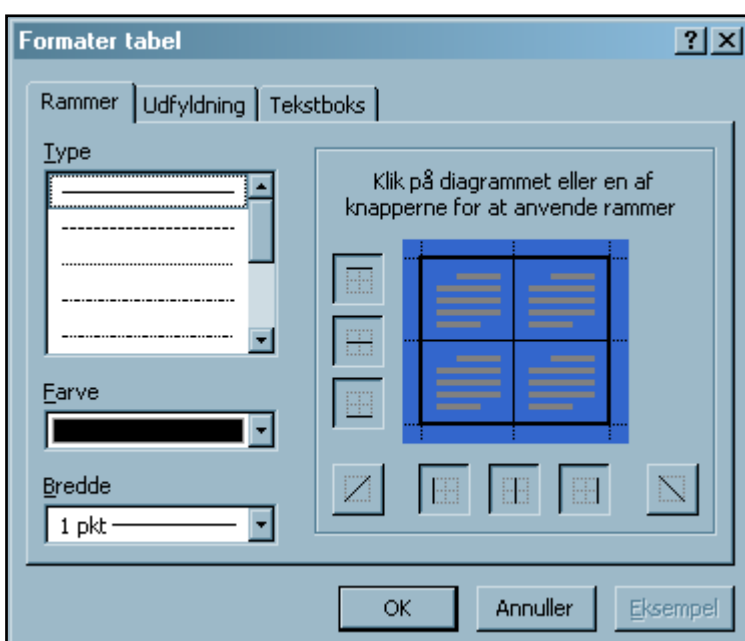 Formater tabel
Rammer Udfyldning Tekstboks
Type
Klik på diagrammet eller en af
knapperne for at anvende rammer
Farve
Bredde
1 pkt
OK Annuller Eksempel